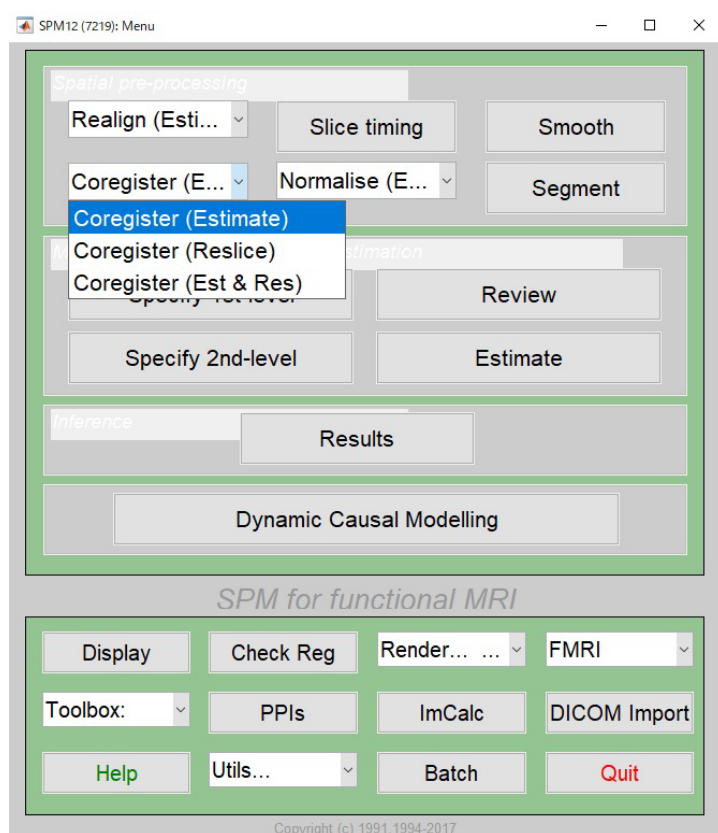 SPM12 (7219): Menu
Spatial pre-processing
Realign (Esti...
Slice timing
Smooth
Coregister (E...
Normalise (E...
Segment
Coregister (Estimate)
Coregister (Reslice)
Coregister (Est & Res)
Review
Specify 2nd-level
Estimate
Inference
Results
Dynamic Causal Modelling
SPM for functional MRI
Display
Check Reg
Render... ...
FMRI
Toolbox:
PPIs
ImCalc
DICOM Import
Help
Utils...
Batch
Quit
Copyright (c) 1991,1994-2017